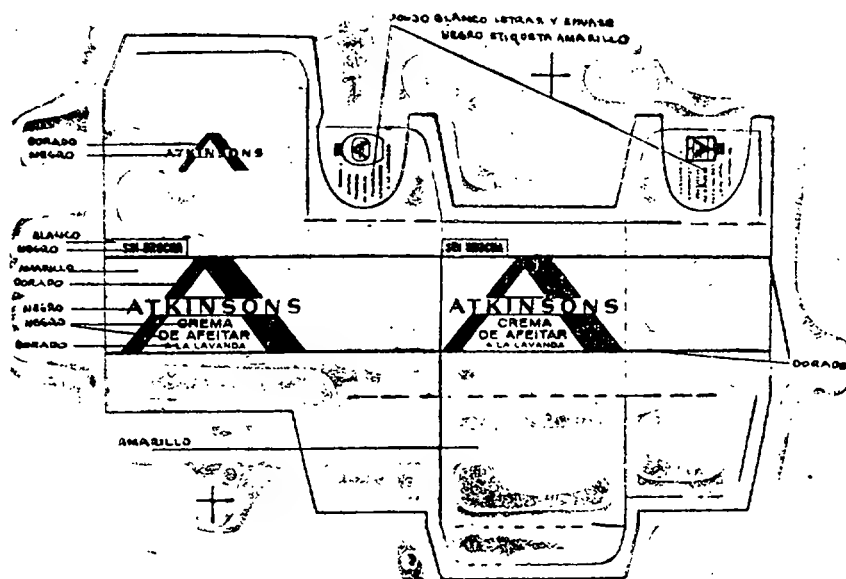 BLANCO LETRAS Y ENVASE
NEGRO ETIQUETA AMARILLO
DORADO
NEGRO
ATKINSONS
BLANCO
NEGRO
SIN BROCHA
SIN BROCHA
AMARILLO
DORADO
NEGRO
NEGRO
DORADO
ATKINSONS
CREMA
DE AFEITAR
A LA LAVANDA
ATKINSONS
CREMA
DE AFEITAR
A LA LAVANDA
DORADO
AMARILLO